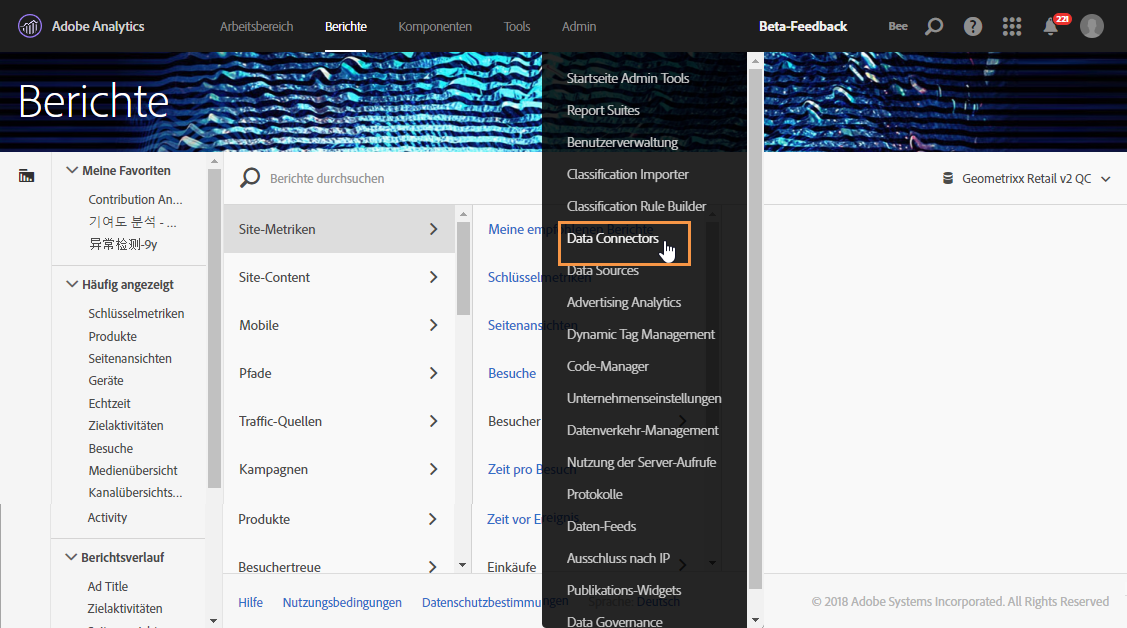 Adobe Analytics
Arbeitsbereich
Berichte
Komponenten
Tools
Admin
Beta-Feedback
Bee
221
Berichte
Meine Favoriten
Contribution An...
기여도 분석 - ...
异常检测-9y
Häufig angezeigt
Schlüsselmetriken
Produkte
Seitenansichten
Geräte
Echtzeit
Zielaktivitäten
Besuche
Medienübersicht
Kanalübersichts...
Activity
Berichtsverlauf
Ad Title
Zielaktivitäten
Berichte durchsuchen
Geometrixx Retail v2 QC
Site-Metriken
Site-Content
Mobile
Pfade
Traffic-Quellen
Kampagnen
Produkte
Besuchertreue
Meine empfohlenen Berichte
Schlüsselmetriken
Seitenansichten
Besuche
Besucher
Zeit pro Besuch
Zeit vor Ereignis
Einkäufe
Startseite Admin Tools
Report Suites
Benutzerverwaltung
Classification Importer
Classification Rule Builder
Data Connectors
Data Sources
Advertising Analytics
Dynamic Tag Management
Code-Manager
Unternehmenseinstellungen
Datenverkehr-Management
Nutzung der Server-Aufrufe
Protokolle
Daten-Feeds
Ausschluss nach IP
Publikations-Widgets
Data Governance
Hilfe
Nutzungsbedingungen
Datenschutzbestimmungen
Sprache: Deutsch
© 2018 Adobe Systems Incorporated. All Rights Reserved